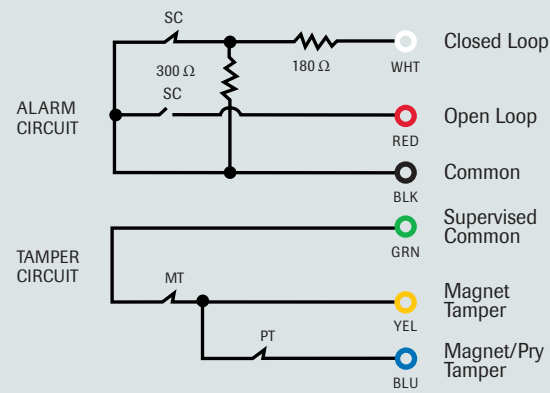 SC
300 Ω
180 Ω
WHT
Closed Loop
ALARM
CIRCUIT
SC
RED
Open Loop
BLK
Common
TAMPER
CIRCUIT
GRN
Supervised
Common
MT
YEL
Magnet
Tamper
PT
BLU
Magnet/Pry
Tamper